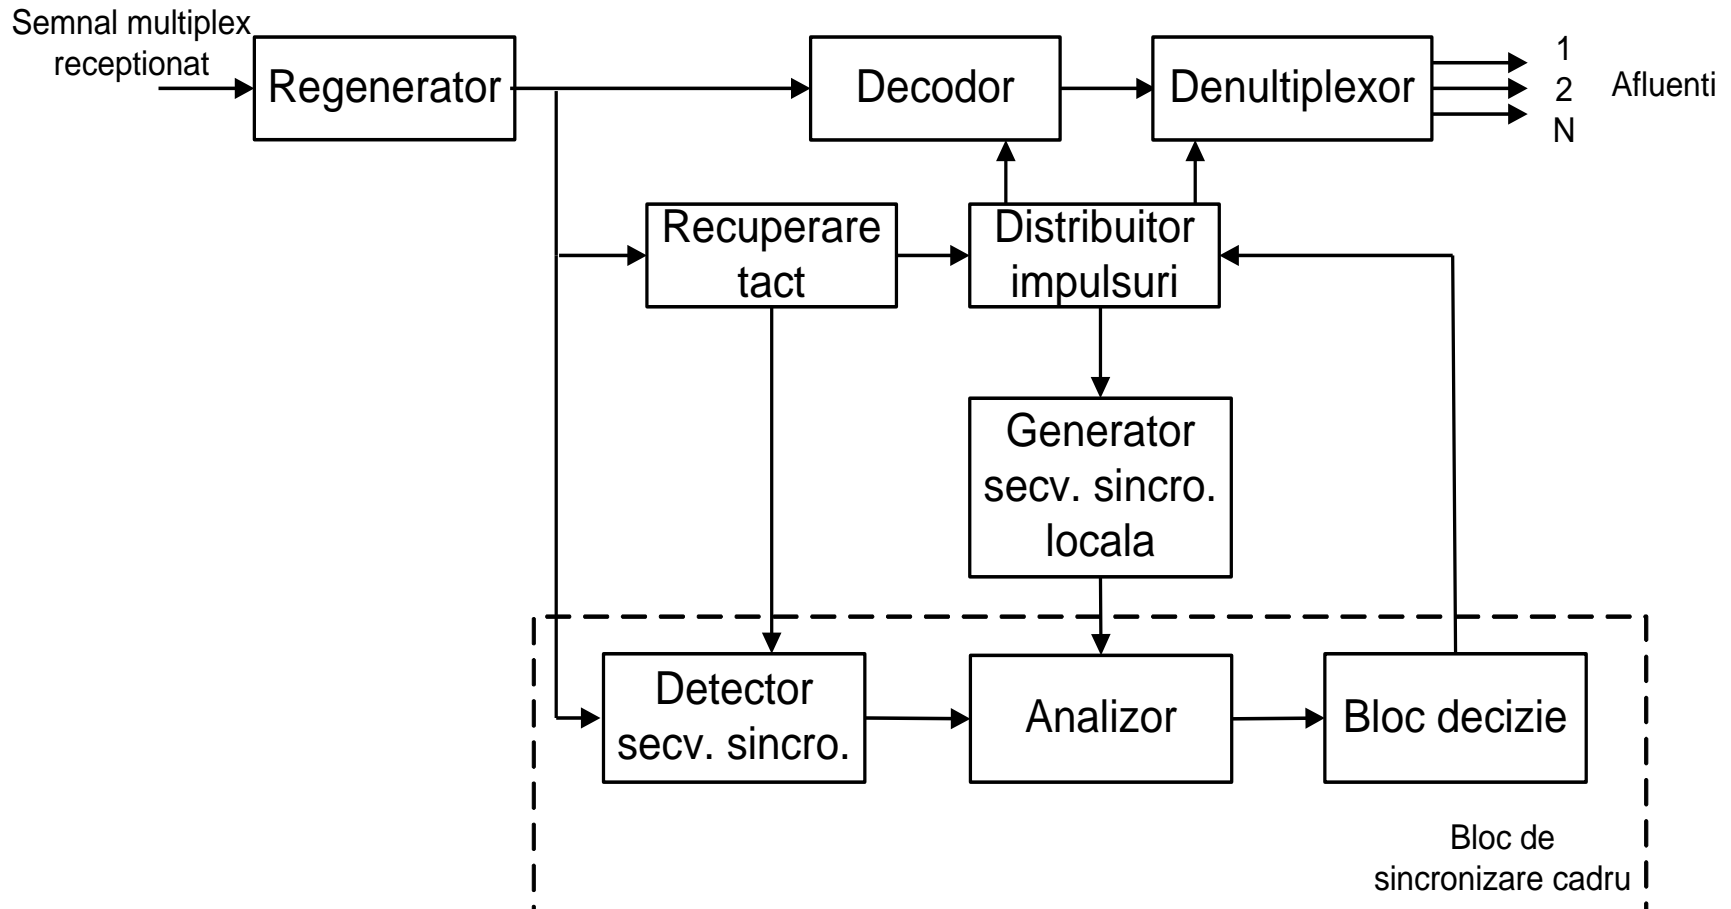 Semnal multiplex
receptionat
Regenerator
Decodor
Denultiplexor
1
2
N
Afluenti
Recuperare
tact
Distribuitor
impulsuri
Generator
secv. sincro.
locala
Detector
secv. sincro.
Analizor
Bloc decizie
Bloc de
sincronizare cadru